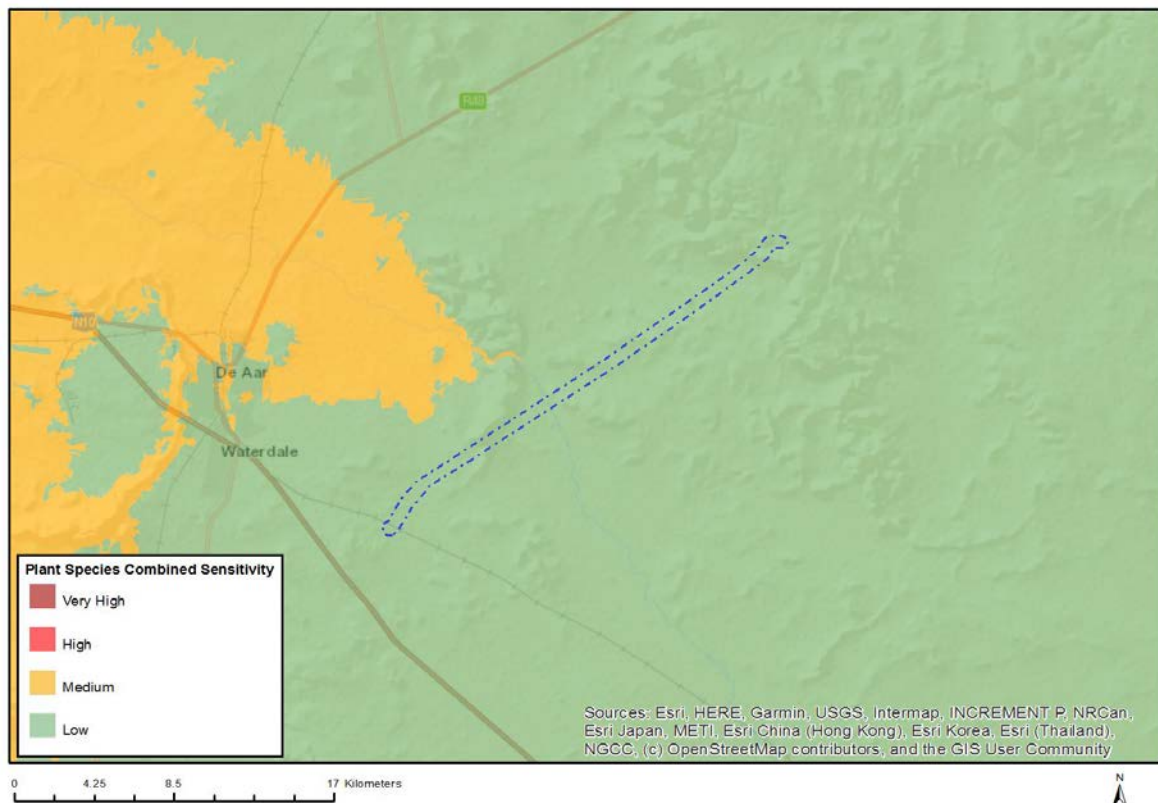 R48
N10
De Aar
Waterdale
Plant Species Combined Sensitivity
Very High
High
Medium
Low
Sources: Esri, HERE, Garmin, USGS, Intermap, INCREMENT P, NRCan,
Esri Japan, METI, Esri China (Hong Kong), Esri Korea, Esri (Thailand),
NGCC, (c) OpenStreetMap contributors, and the GIS User Community
0 4.25 8.5 17 Kilometers
N